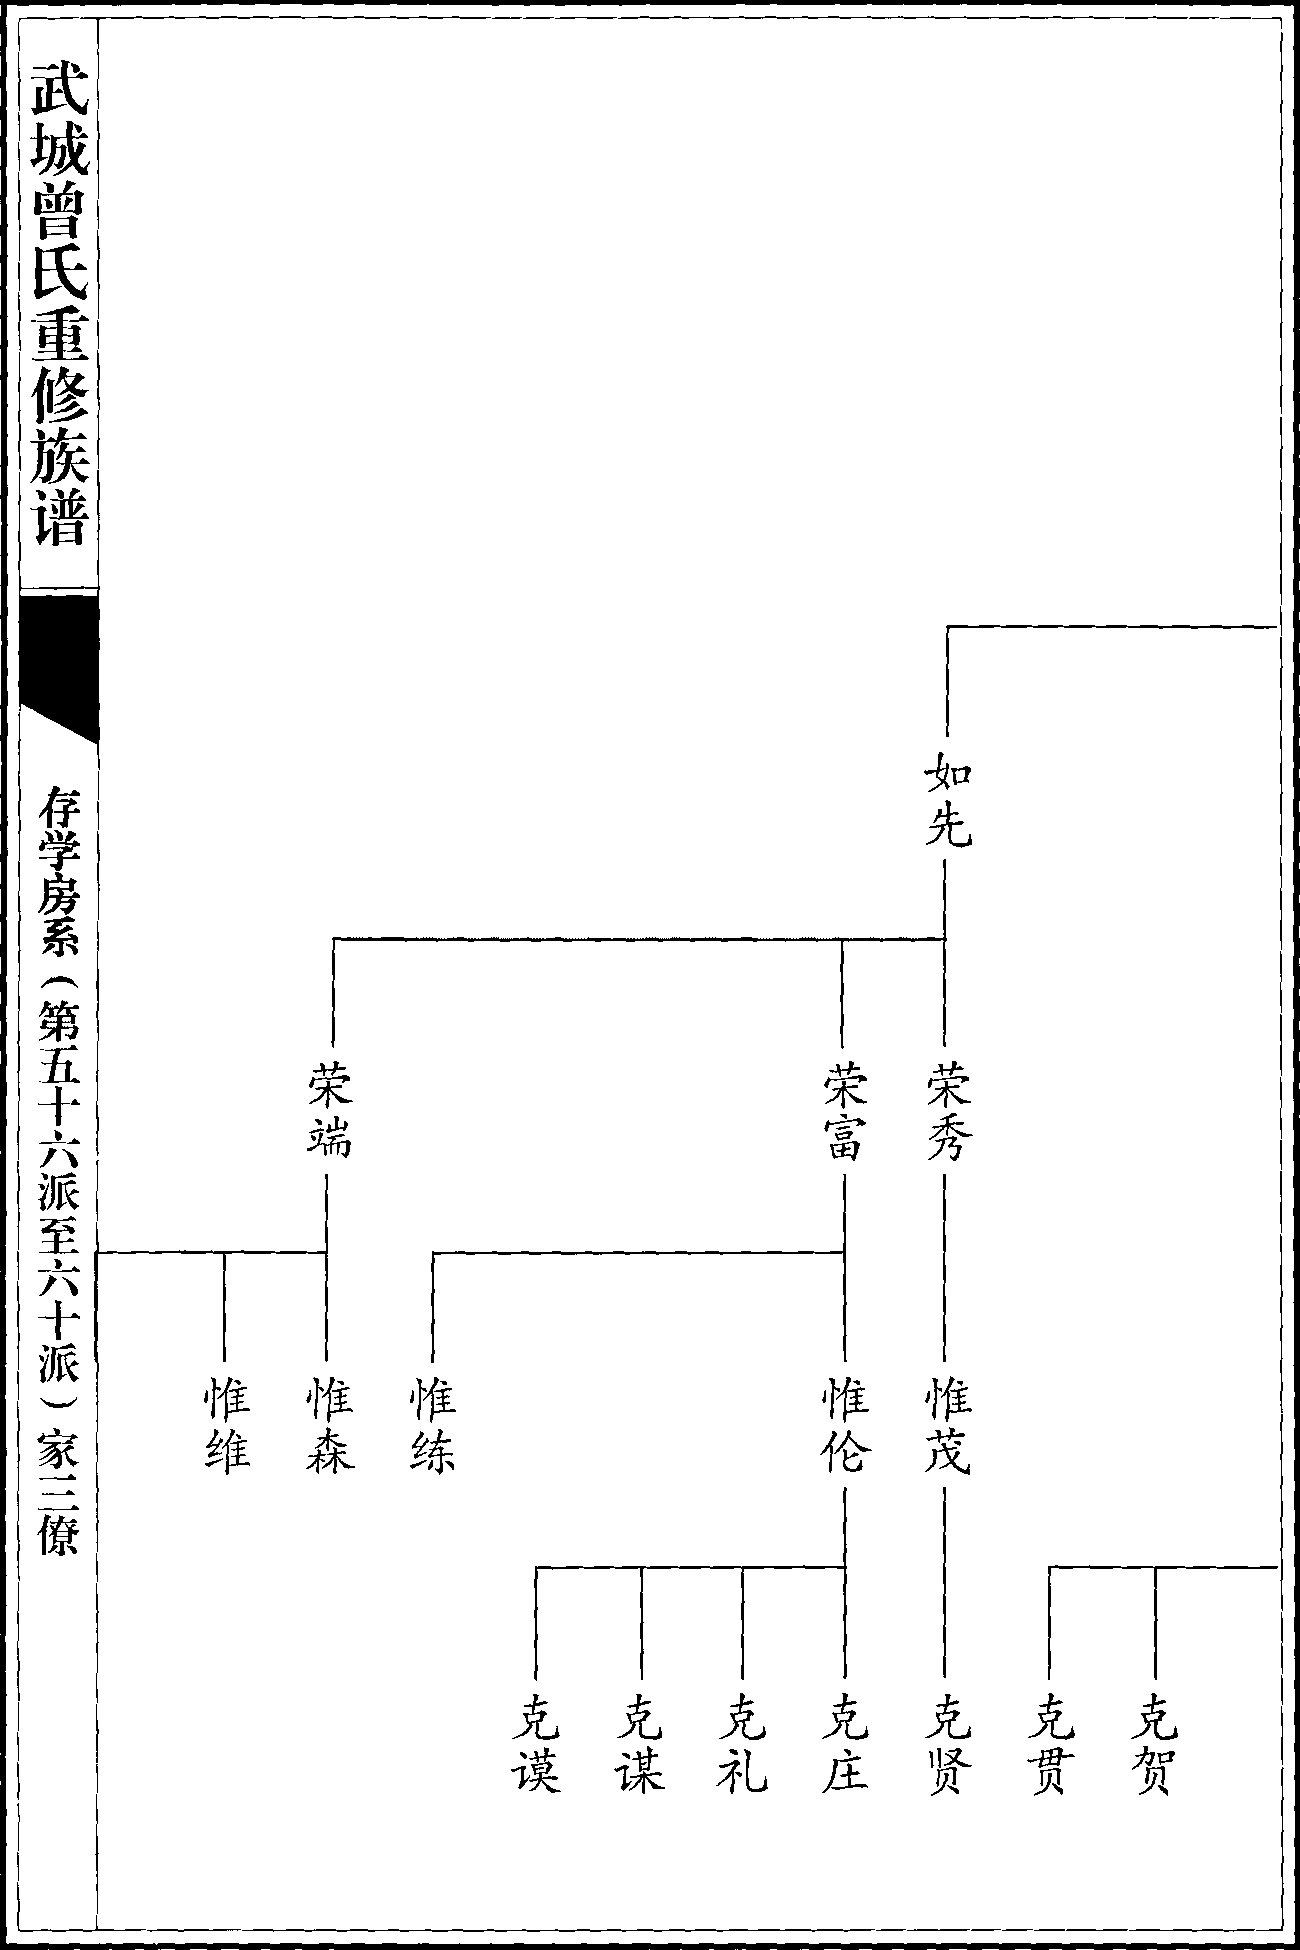 武城曾氏重修族谱
存学房系（第五十六派至六十派）家三僚
如先
荣秀
荣富
荣端
惟茂
惟伦
惟练
惟森
惟维
克贺
克贯
克贤
克庄
克礼
克谋
克谟